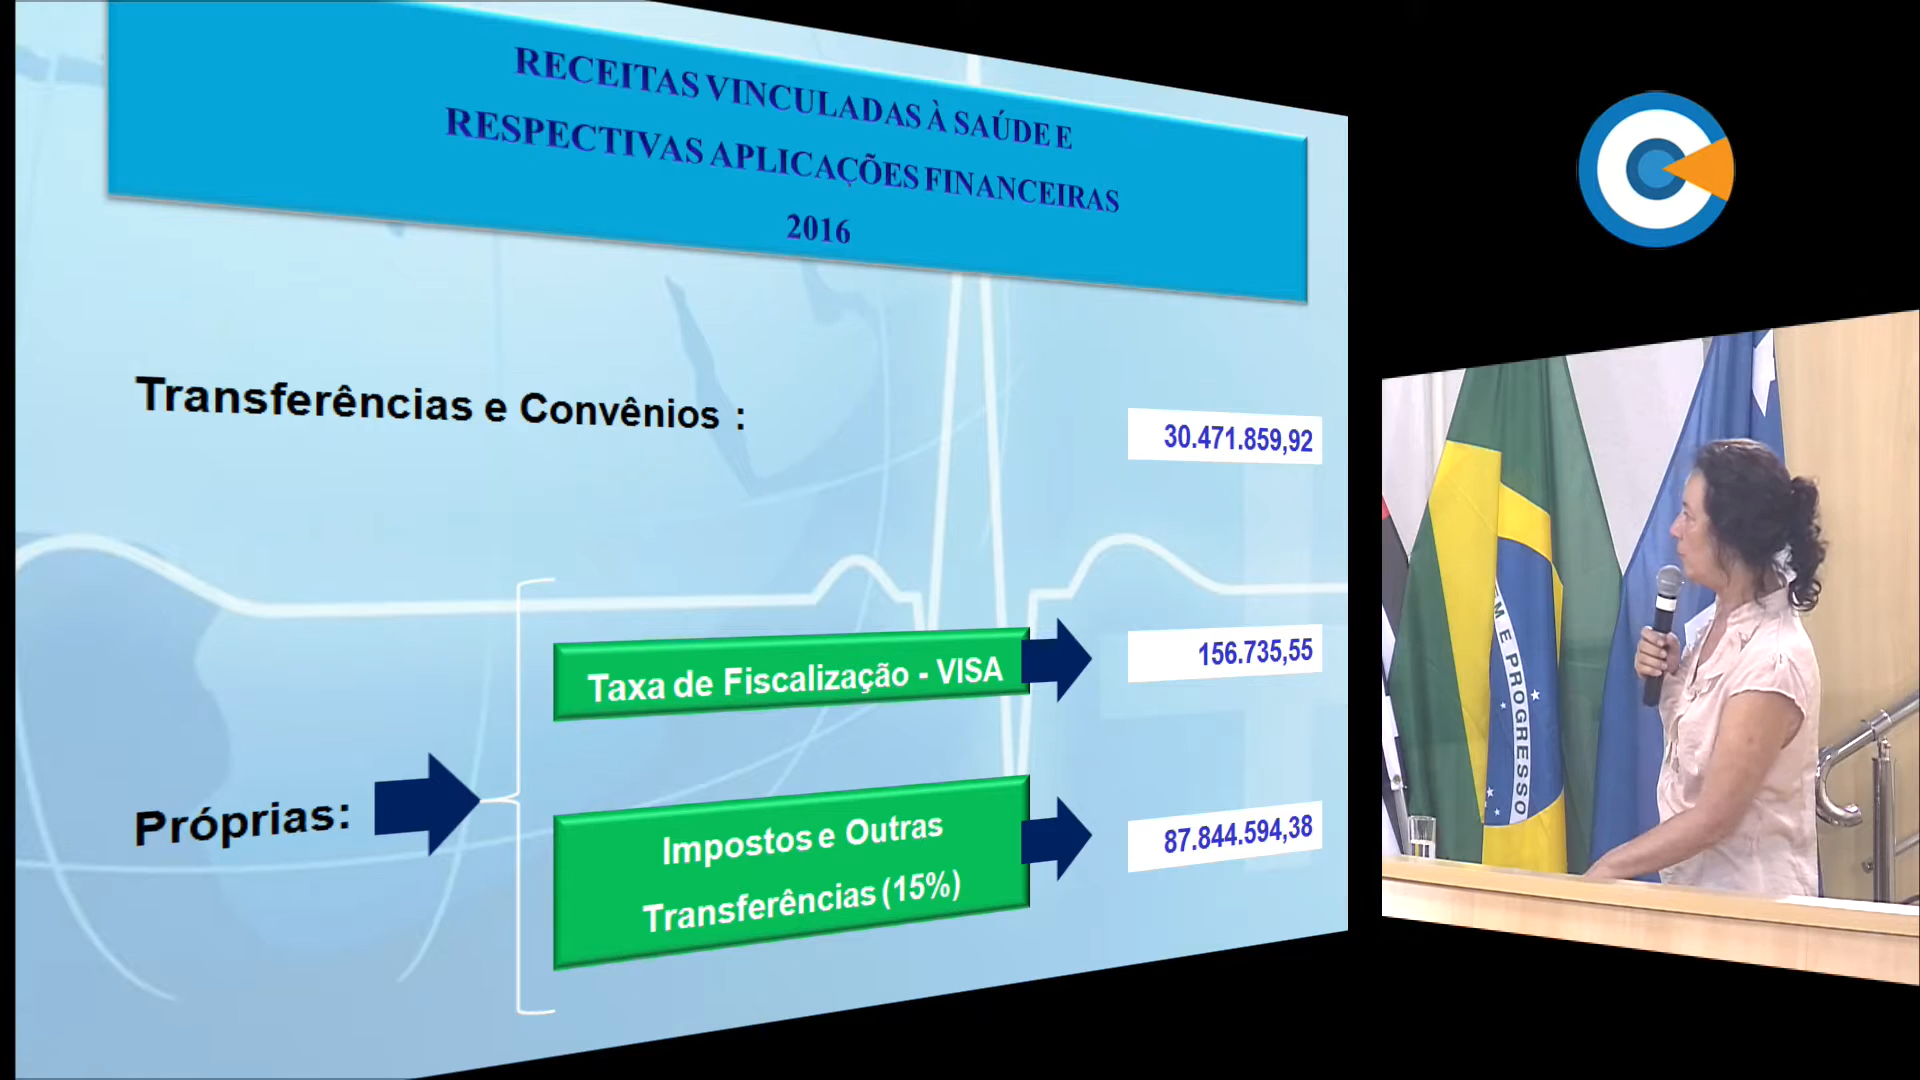 RECEITAS VINCULADAS À SAÚDE E
RESPECTIVAS APLICAÇÕES FINANCEIRAS
2016
Transferências e Convênios :
30.471.859,92
Taxa de Fiscalização - VISA
156.735,55
Próprias:
Impostos e Outras
Transferências (15%)
87.844.594,38
EM E PROGRESSO